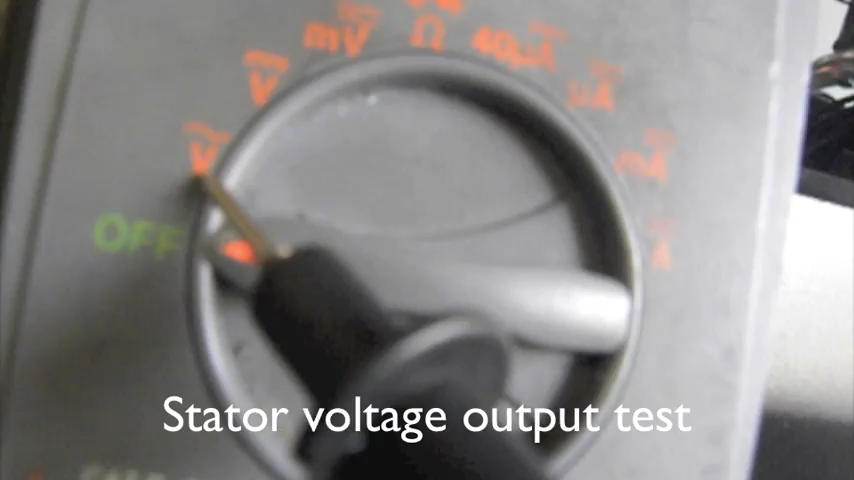 mV
Ω
40µA
V
µA
V
mA
OFF
A
Stator voltage output test